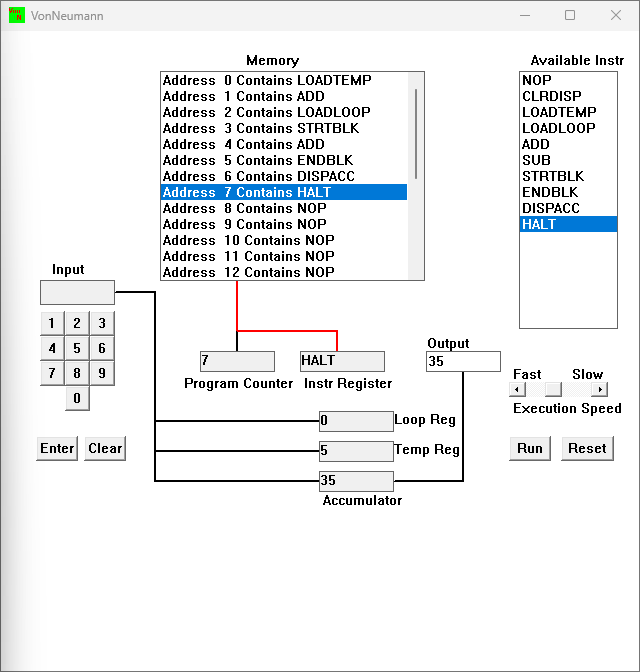 VonNeumann
Memory
Available Instr
Address 0 Contains LOADTEMP
Address 1 Contains ADD
Address 2 Contains LOADLOOP
Address 3 Contains STRTBLK
Address 4 Contains ADD
Address 5 Contains ENDBLK
Address 6 Contains DISPACC
Address 7 Contains HALT
Address 8 Contains NOP
Address 9 Contains NOP
Address 10 Contains NOP
Address 11 Contains NOP
Address 12 Contains NOP
NOP
CLRDISP
LOADTEMP
LOADLOOP
ADD
SUB
STRTBLK
ENDBLK
DISPACC
HALT
Input
1 2 3
4 5 6
7 8 9
0
Enter Clear
7
Program Counter
HALT
Instr Register
Output
35
Fast Slow
Execution Speed
Run Reset
0 Loop Reg
5 Temp Reg
35
Accumulator